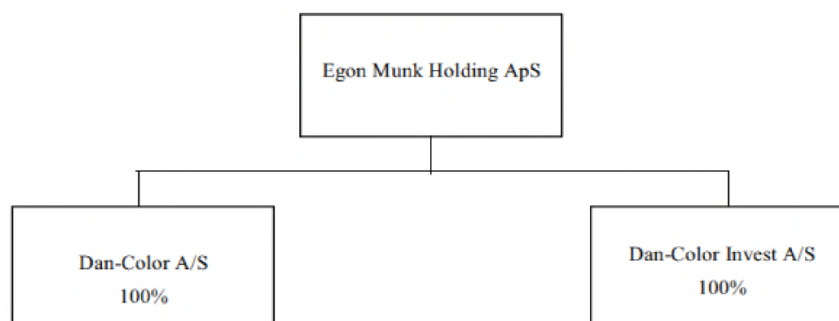 Egon Munk Holding ApS
Dan-Color A/S
100%
Dan-Color Invest A/S
100%